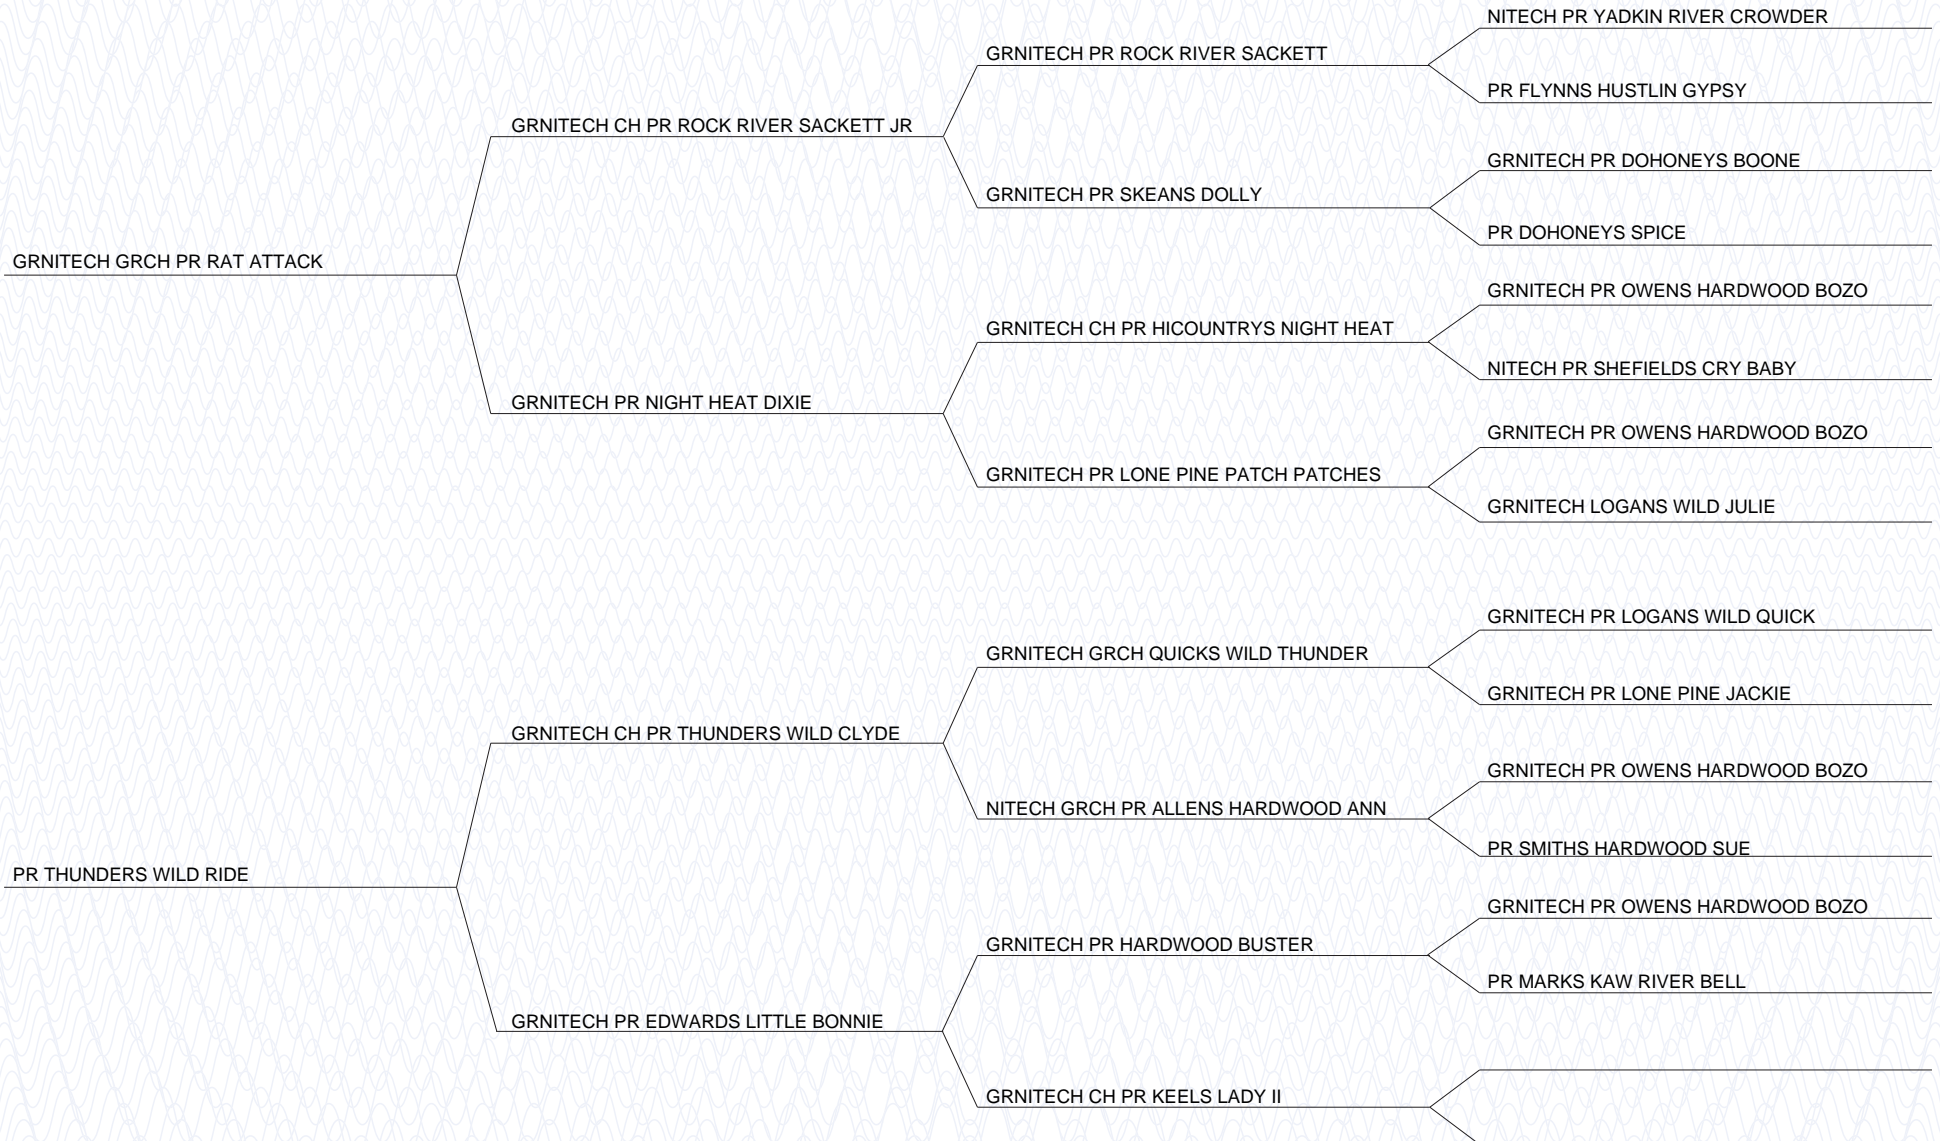 NITECH PR YADKIN RIVER CROWDER
GRNITECH PR ROCK RIVER SACKETT
PR FLYNNS HUSTLIN GYPSY
GRNITECH CH PR ROCK RIVER SACKETT JR
GRNITECH PR DOHONEYS BOONE
GRNITECH PR SKEANS DOLLY
PR DOHONEYS SPICE
GRNITECH GRCH PR RAT ATTACK
GRNITECH PR OWENS HARDWOOD BOZO
GRNITECH CH PR HICOUNTRYS NIGHT HEAT
NITECH PR SHEFIELDS CRY BABY
GRNITECH PR NIGHT HEAT DIXIE
GRNITECH PR OWENS HARDWOOD BOZO
GRNITECH PR LONE PINE PATCH PATCHES
GRNITECH LOGANS WILD JULIE
GRNITECH PR LOGANS WILD QUICK
GRNITECH GRCH QUICKS WILD THUNDER
GRNITECH PR LONE PINE JACKIE
GRNITECH CH PR THUNDERS WILD CLYDE
GRNITECH PR OWENS HARDWOOD BOZO
NITECH GRCH PR ALLENS HARDWOOD ANN
PR SMITHS HARDWOOD SUE
PR THUNDERS WILD RIDE
GRNITECH PR OWENS HARDWOOD BOZO
GRNITECH PR HARDWOOD BUSTER
PR MARKS KAW RIVER BELL
GRNITECH PR EDWARDS LITTLE BONNIE
GRNITECH CH PR KEELS LADY II